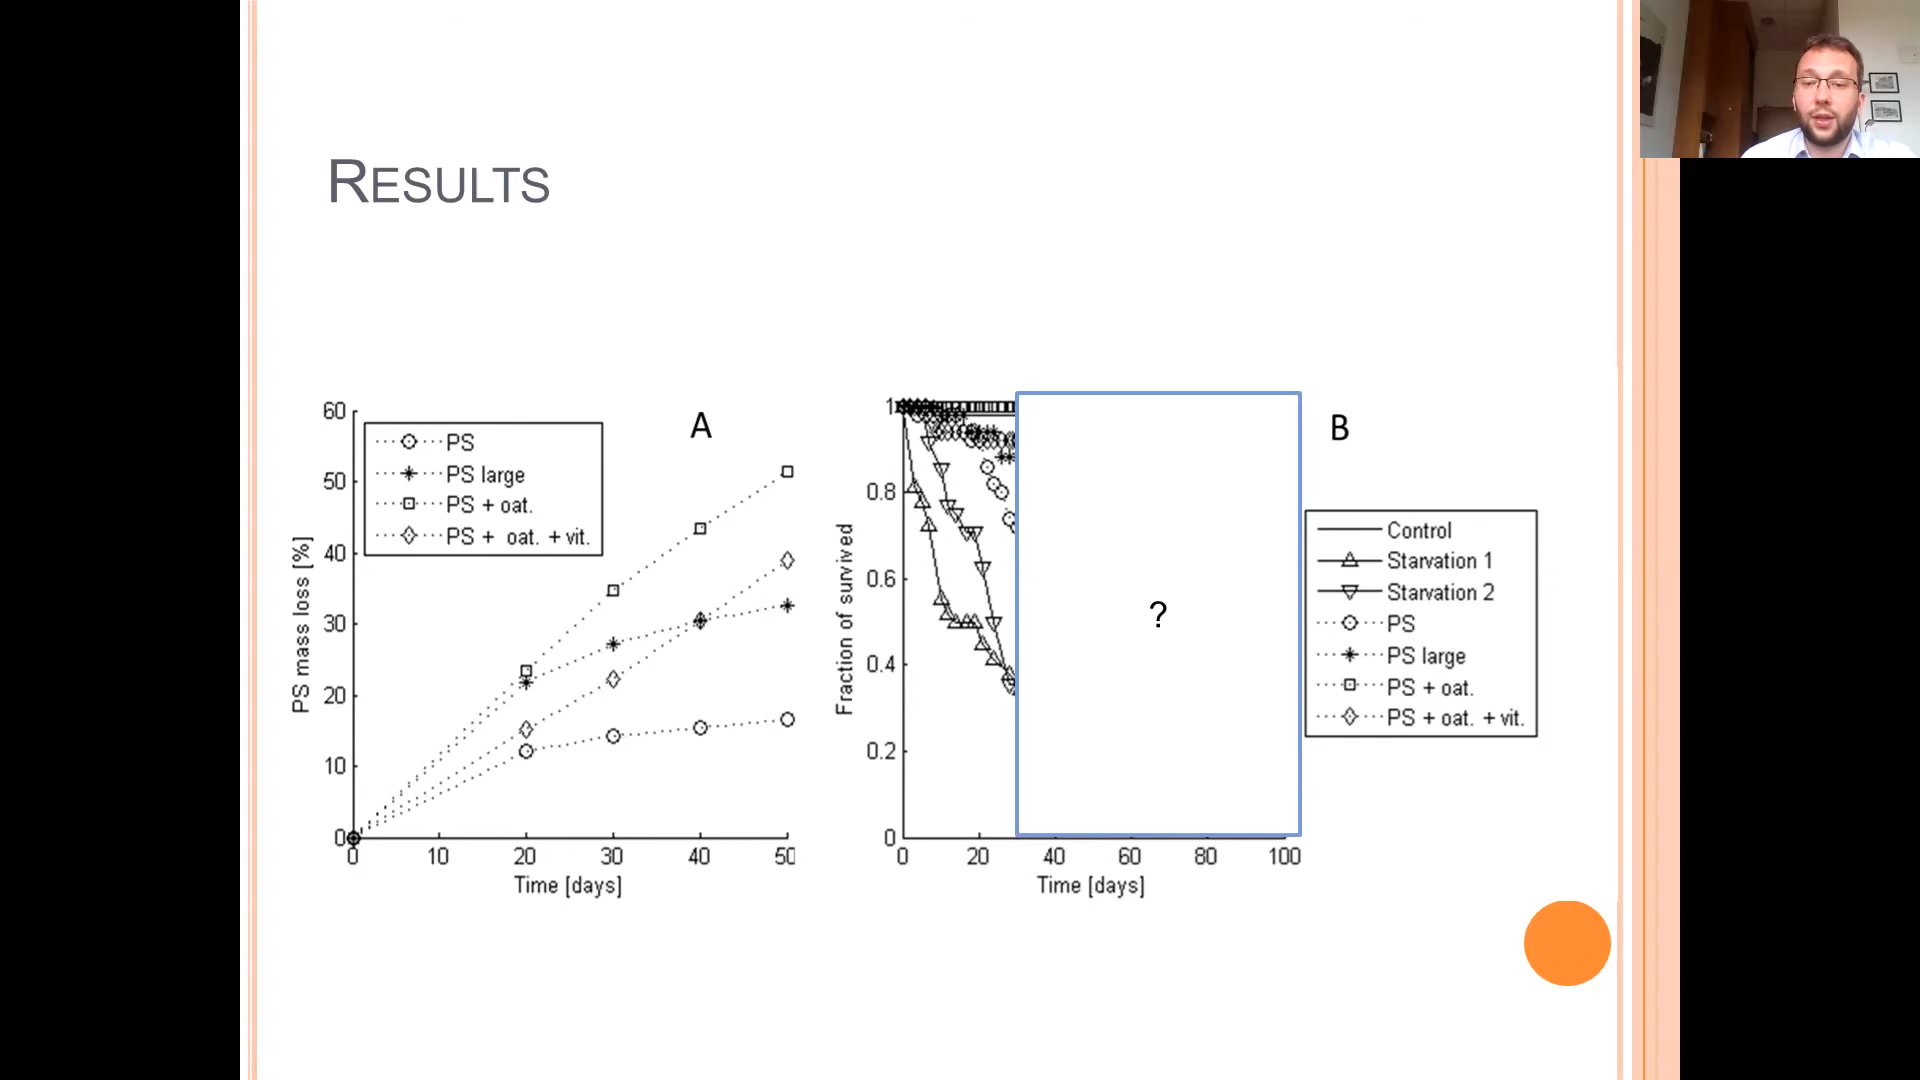 RESULTS
A
60
50
40
30
20
10
0
PS mass loss [%]
PS
PS large
PS + oat.
PS + oat. + vit.
0 10 20 30 40 50
Time [days]
B
1
0.8
0.6
0.4
0.2
0
Fraction of survived
?
0 20 40 60 80 100
Time [days]
Control
Starvation 1
Starvation 2
PS
PS large
PS + oat.
PS + oat. + vit.